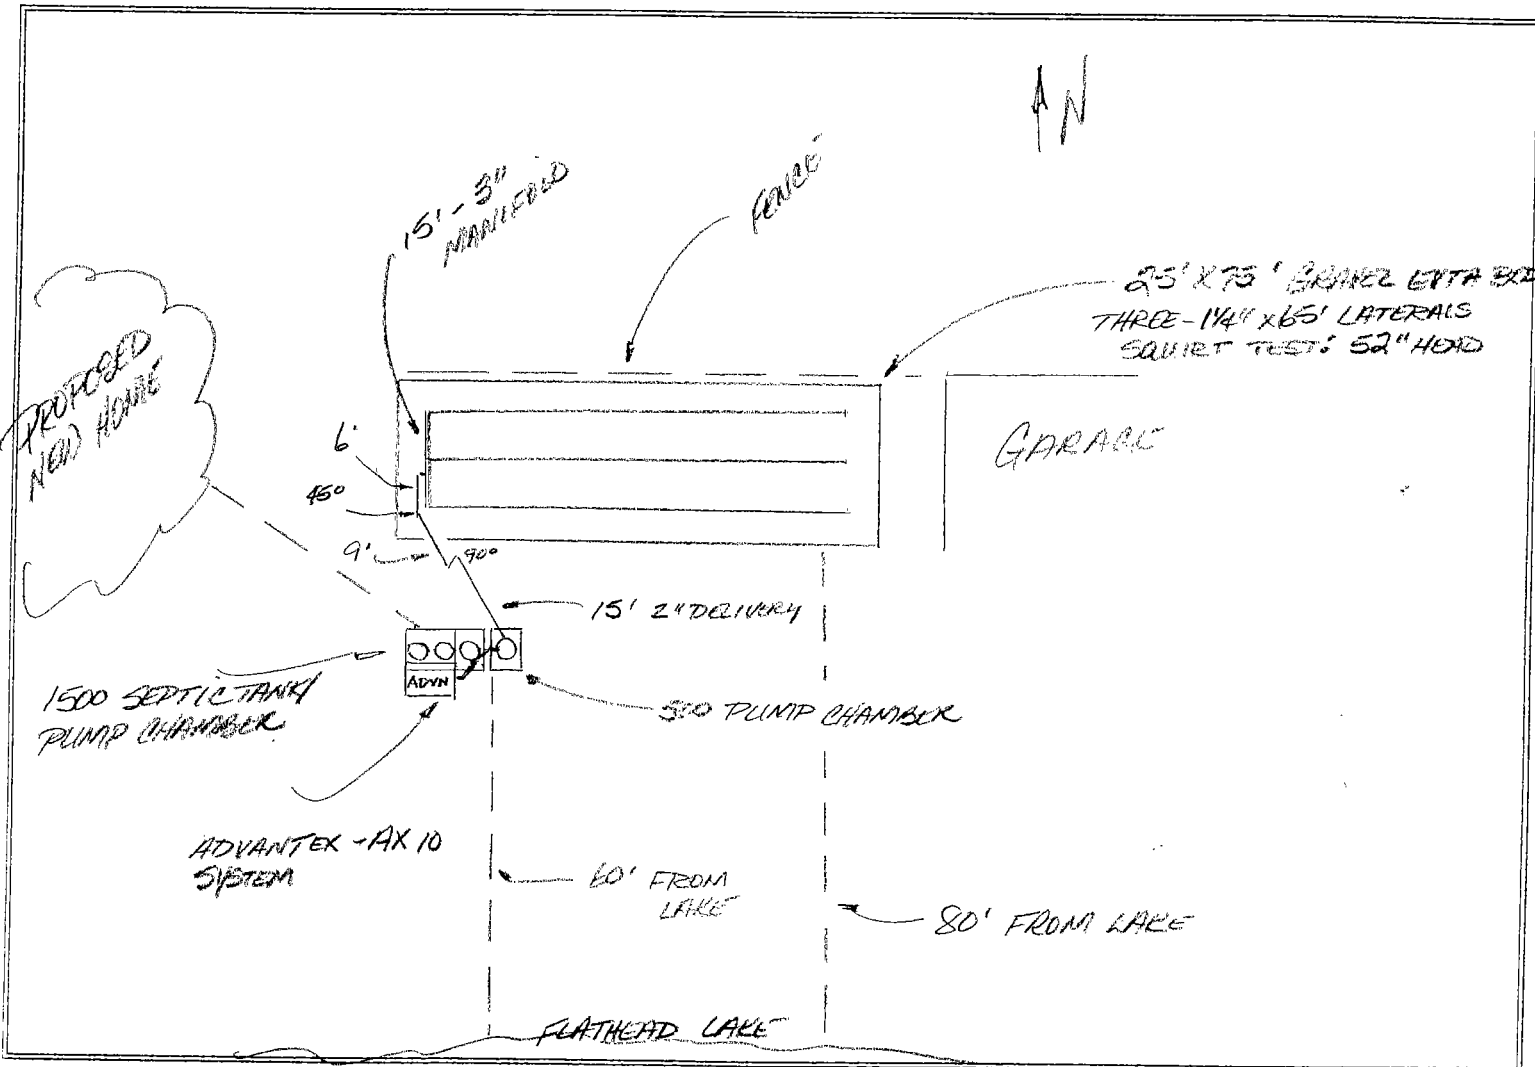 N
15' - 3"
MANIFOLD
FENCE
25' X 75' GRAVEL
THREE - 1 1/4" x 65' LATERALS
SQUIRT TEST: 52" HEAD
PROPOSED
NEW HOME
6'
45°
GARAGE
9'
90°
15' 2" DELIVERY
ADVN
1500 SEPTIC TANK/
PUMP CHAMBER
500 PUMP CHAMBER
ADVANTEX - AX 10
SYSTEM
60' FROM
LAKE
80' FROM LAKE
FLATHEAD LAKE